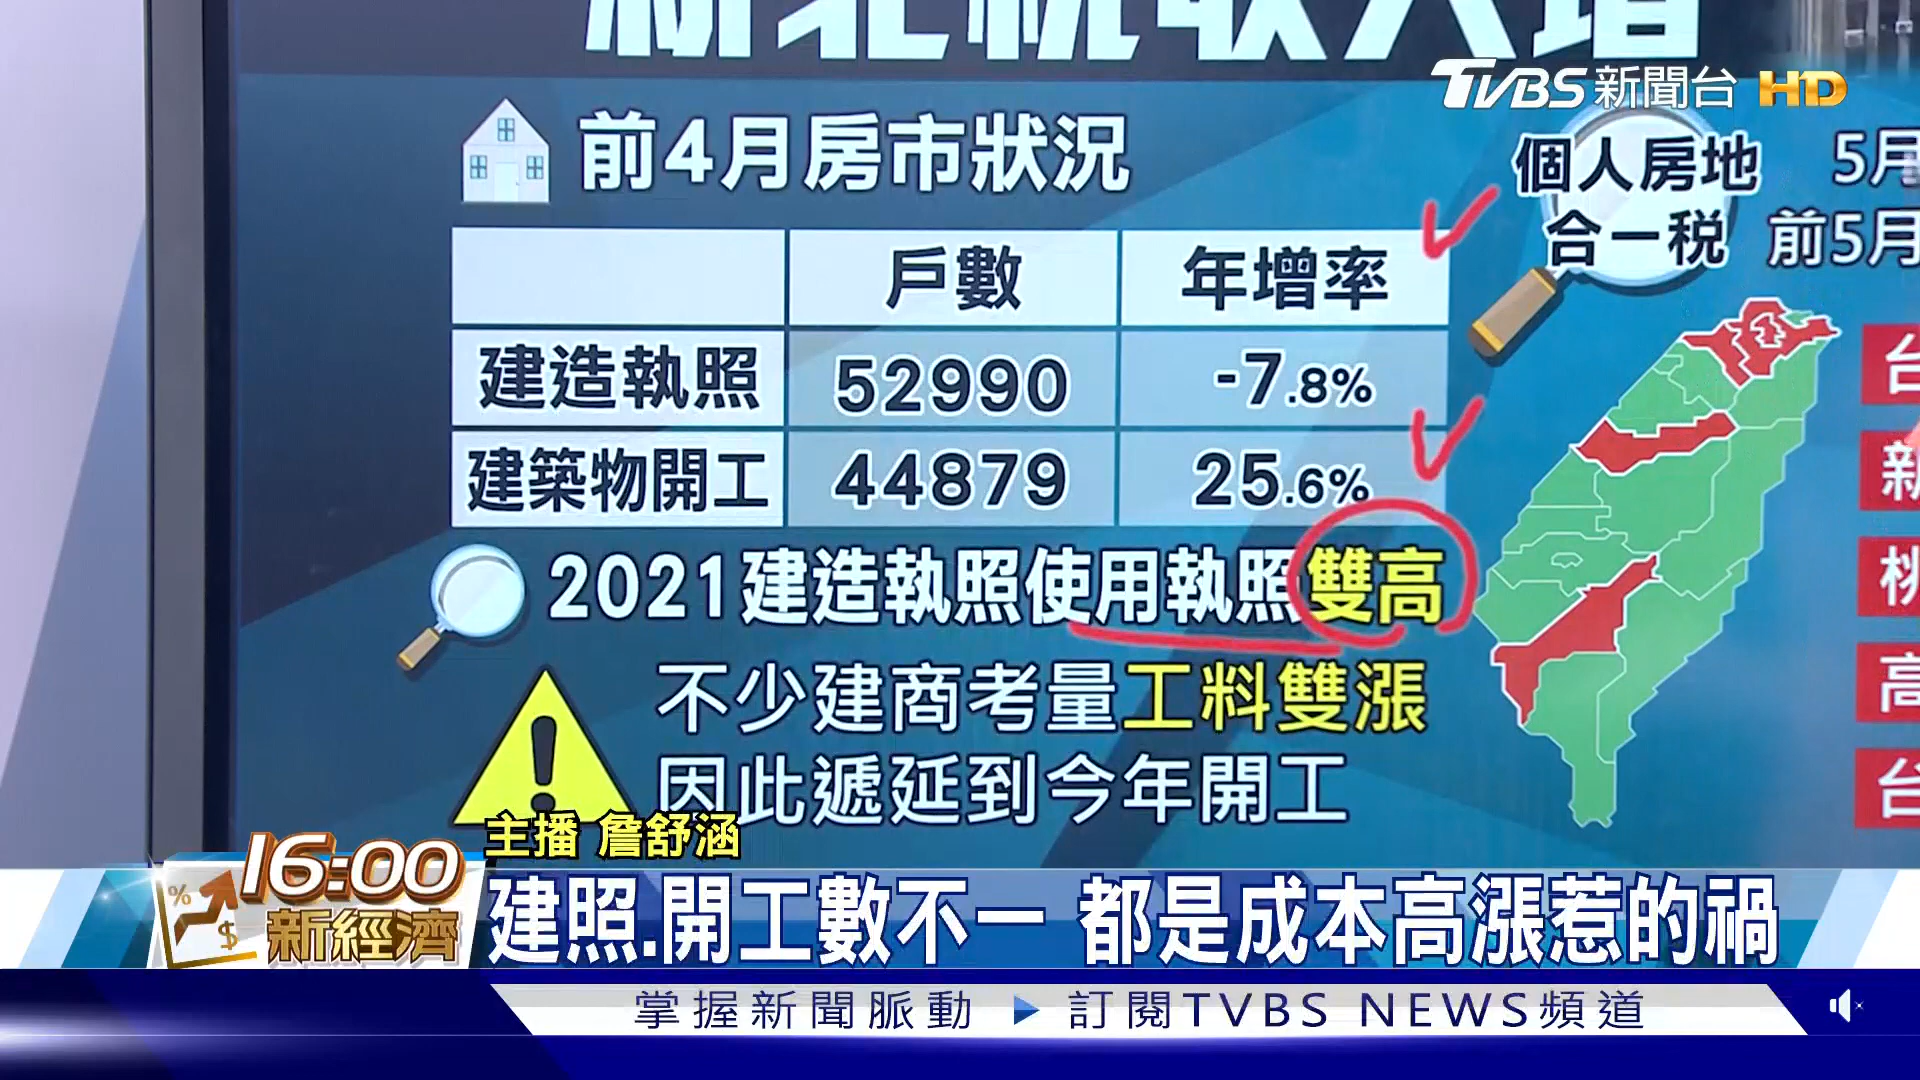 TVBS新聞台 HD
前4月房市狀況
戶數 年增率
建造執照 52990 -7.8%
建築物開工 44879 25.6%
2021建造執照使用執照雙高
不少建商考量工料雙漲
因此遞延到今年開工
個人房地
合一稅
5月
前5月
台
新
桃
高
台
主播 詹舒涵
16:00
新經濟
% $
建照.開工數不一 都是成本高漲惹的禍
掌握新聞脈動 ▶ 訂閱TVBS NEWS頻道